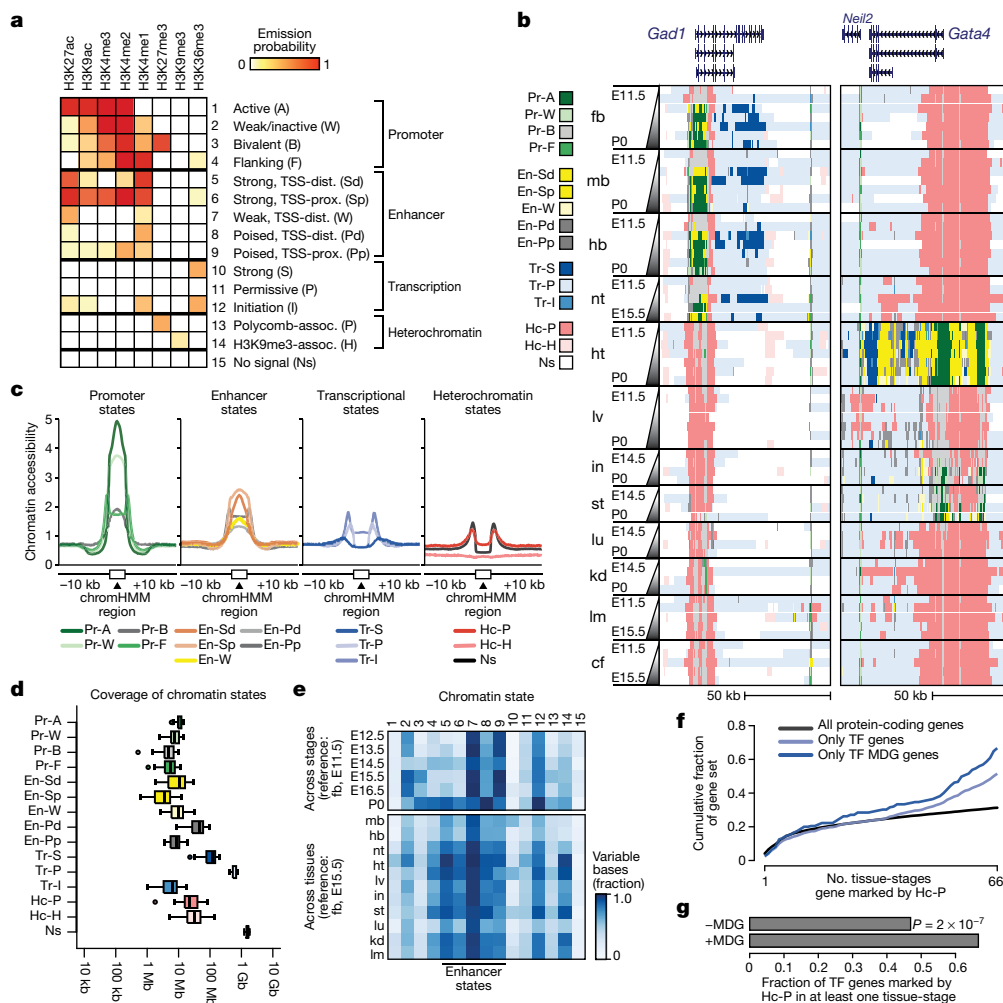 a
H3K27ac
H3K9ac
H3K4me3
H3K4me2
H3K4me1
H3K27me3
H3K9me3
H3K36me3
Emission
probability
0 1
1 Active (A)
2 Weak/inactive (W)
3 Bivalent (B)
4 Flanking (F)
Promoter
5 Strong, TSS-dist. (Sd)
6 Strong, TSS-prox. (Sp)
7 Weak, TSS-dist. (W)
8 Poised, TSS-dist. (Pd)
9 Poised, TSS-prox. (Pp)
Enhancer
10 Strong (S)
11 Permissive (P)
12 Initiation (I)
Transcription
13 Polycomb-assoc. (P)
14 H3K9me3-assoc. (H)
Heterochromatin
15 No signal (Ns)
b
Gad1
Neil2
Gata4
Pr-A
Pr-W
Pr-B
Pr-F
En-Sd
En-Sp
En-W
En-Pd
En-Pp
Tr-S
Tr-P
Tr-I
Hc-P
Hc-H
Ns
E11.5
fb
P0
E11.5
mb
P0
E11.5
hb
P0
E11.5
nt
E15.5
E11.5
ht
P0
E11.5
lv
P0
E14.5
in
P0
E14.5
st
P0
E14.5
lu
P0
E14.5
kd
P0
E11.5
lm
E15.5
E11.5
cf
E15.5
50 kb
50 kb
c
Promoter
states
Enhancer
states
Transcriptional
states
Heterochromatin
states
Chromatin accessibility
5
4
3
2
1
0
−10 kb +10 kb
chromHMM
region
−10 kb +10 kb
chromHMM
region
−10 kb +10 kb
chromHMM
region
−10 kb +10 kb
chromHMM
region
Pr-A
Pr-W
Pr-B
Pr-F
En-Sd
En-Sp
En-W
En-Pd
En-Pp
Tr-S
Tr-P
Tr-I
Hc-P
Hc-H
Ns
d
Coverage of chromatin states
Pr-A
Pr-W
Pr-B
Pr-F
En-Sd
En-Sp
En-W
En-Pd
En-Pp
Tr-S
Tr-P
Tr-I
Hc-P
Hc-H
Ns
10 kb
100 kb
1 Mb
10 Mb
100 Mb
1 Gb
10 Gb
e
Chromatin state
1 2 3 4 5 6 7 8 9 10 11 12 13 14 15
Across stages
(reference:
fb, E11.5)
E12.5
E13.5
E14.5
E15.5
E16.5
P0
Across tissues
(reference:
fb, E15.5)
mb
hb
nt
ht
lv
in
st
lu
kd
lm
Enhancer
states
Variable
bases
(fraction)
1.0
0
f
All protein-coding genes
Only TF genes
Only TF MDG genes
Cumulative fraction
of gene set
0.8
0.6
0.4
0.2
0
1 66
No. tissue-stages
gene marked by Hc-P
g
−MDG
+MDG
P = 2 × 10−7
0 0.1 0.2 0.3 0.4 0.5 0.6
Fraction of TF genes marked by
Hc-P in at least one tissue-stage